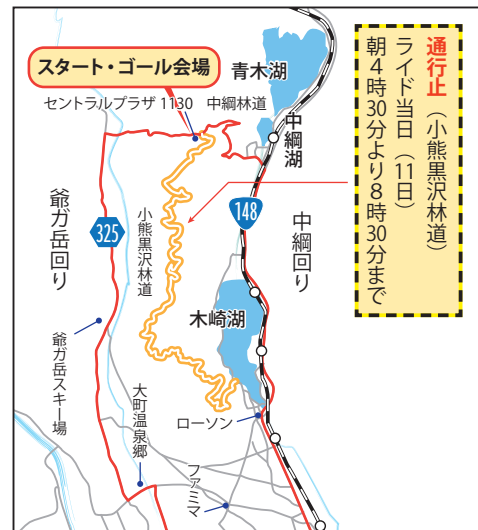 通行止（小熊黒沢林道）
ライド当日（11日）
朝４時30分より８時30分まで
スタート・ゴール会場
セントラルプラザ 1130
中綱林道
青木湖
中綱湖
148
中綱回り
325
爺ガ岳回り
小熊黒沢林道
木崎湖
爺ガ岳スキー場
大町温泉郷
ローソン
ファミマ